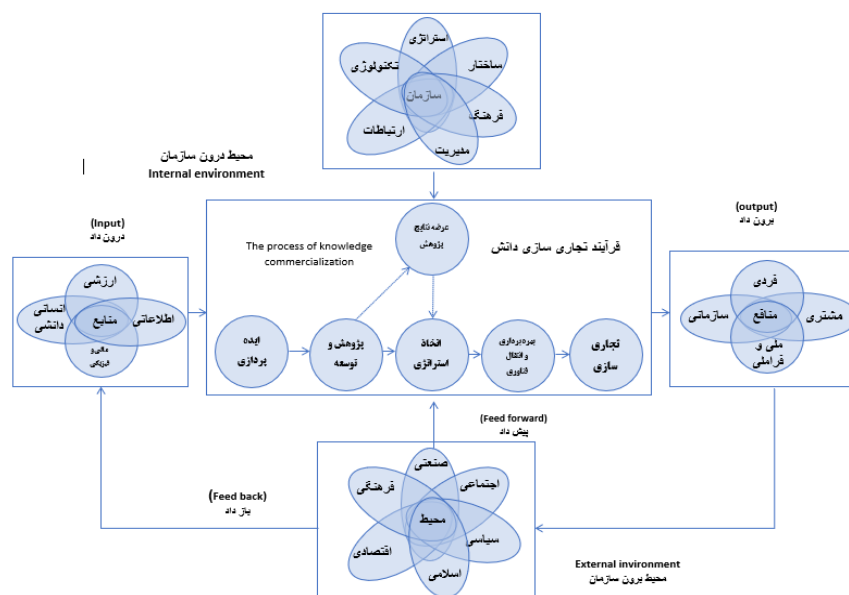 استراتژی
تکنولوژی
ساختار
سازمان
فرهنگ
ارتباطات
مدیریت
محیط درون سازمان
Internal environment
(Input)
درون داد
ارزشی
انسانی
دانشی
منابع
اطلاعاتی
مالی و
فیزیکی
The process of knowledge
commercialization
فرآیند تجاری سازی دانش
عرضه نتایج
پژوهش
ایده
پردازی
پژوهش و
توسعه
اتخاذ
استراتژی
بهره‌برداری
و انتقال
فناوری
تجاری
سازی
(output)
برون داد
فردی
سازمانی
منافع
مشتری
ملی و
فراملی
(Feed forward)
پیش داد
صنعتی
فرهنگی
اجتماعی
محیط
اقتصادی
سیاسی
اسلامی
(Feed back)
باز داد
External invironment
محیط برون سازمان